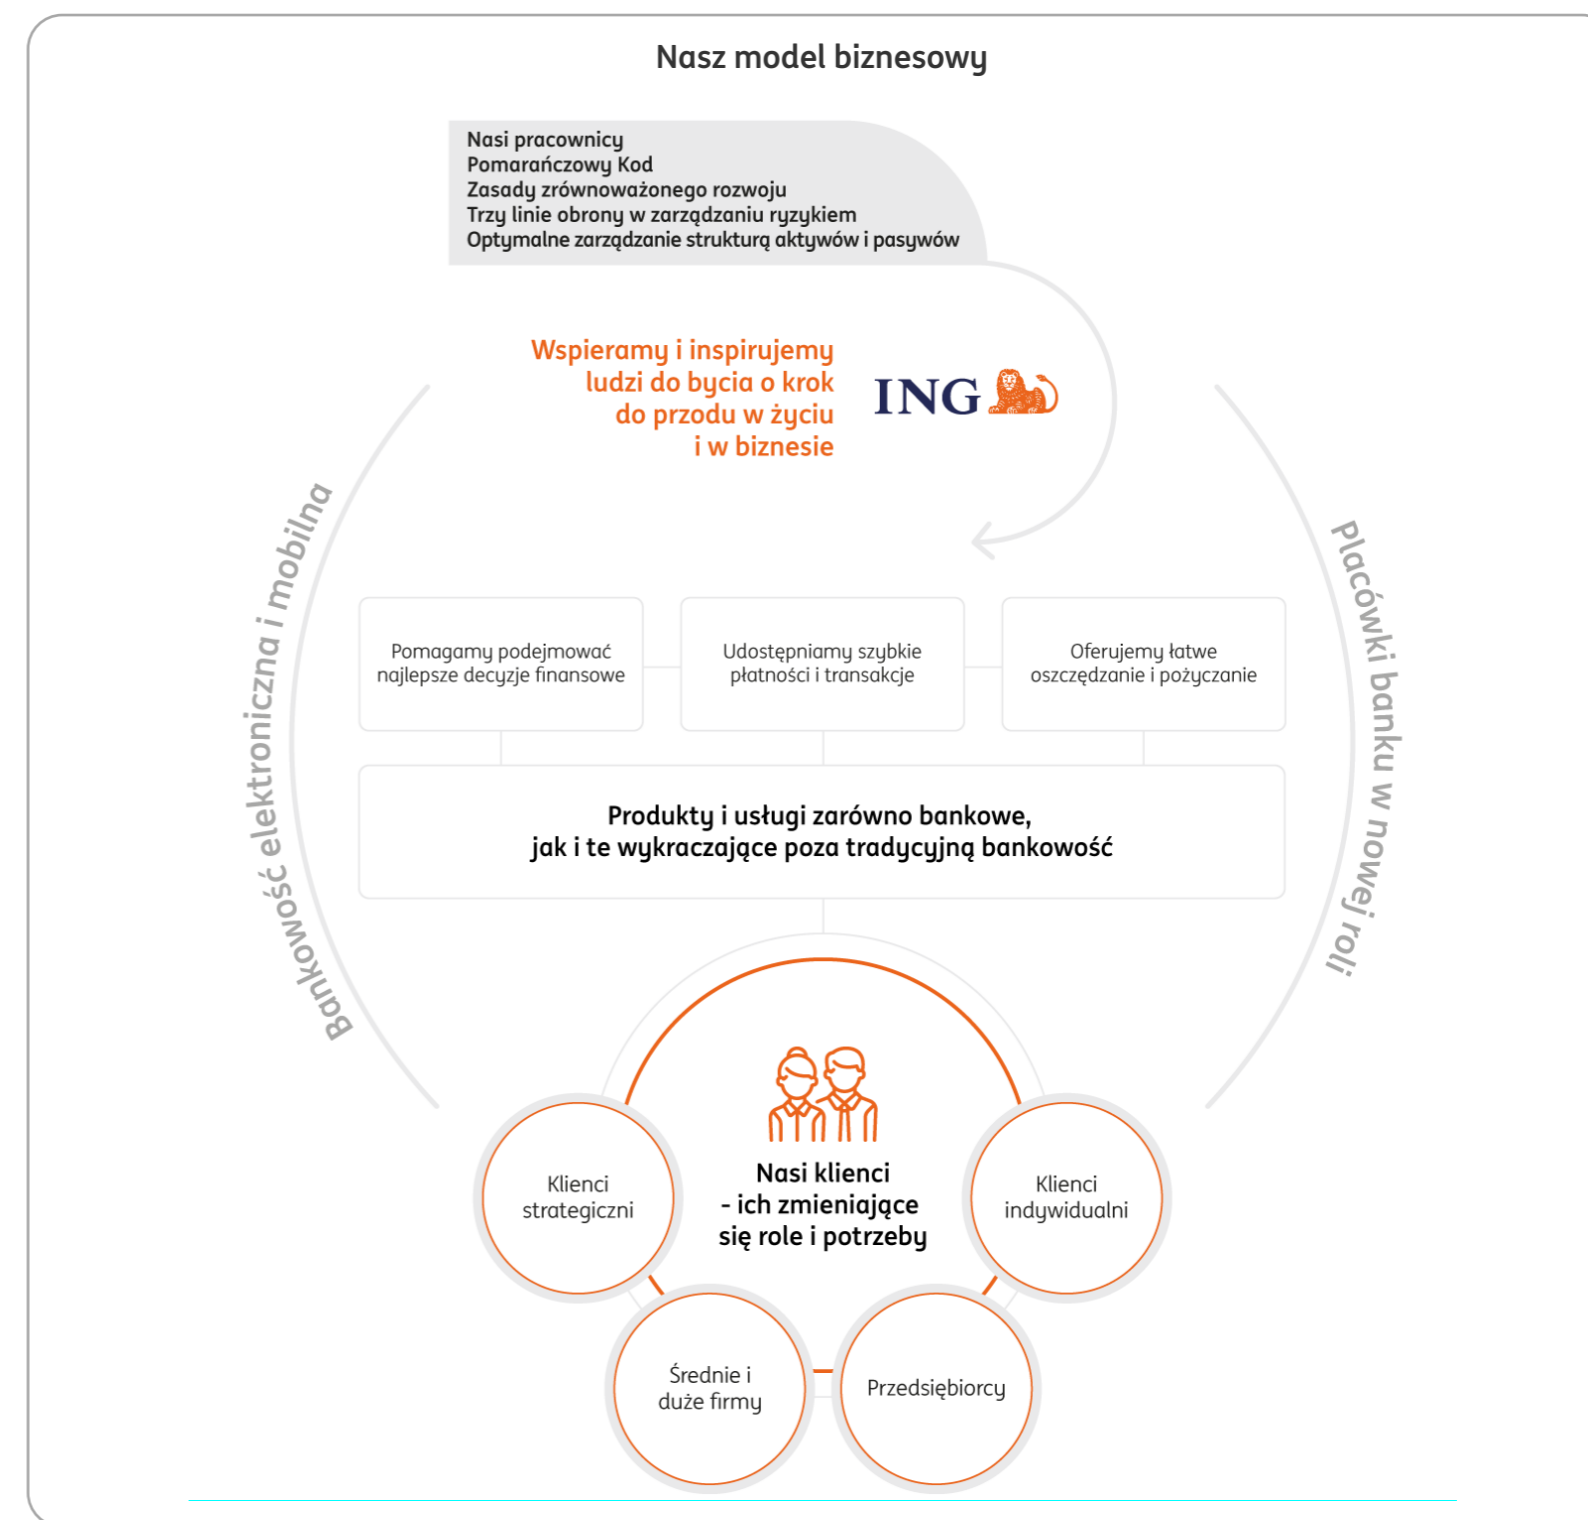 Nasz model biznesowy
Nasi pracownicy
Pomarańczowy Kod
Zasady zrównoważonego rozwoju
Trzy linie obrony w zarządzaniu ryzykiem
Optymalne zarządzanie strukturą aktywów i pasywów
Wspieramy i inspirujemy
ludzi do bycia o krok
do przodu w życiu
i w biznesie
ING
Bankowość elektroniczna i mobilna
Placówki banku w nowej roli
Pomagamy podejmować
najlepsze decyzje finansowe
Udostępniamy szybkie
płatności i transakcje
Oferujemy łatwe
oszczędzanie i pożyczanie
Produkty i usługi zarówno bankowe,
jak i te wykraczające poza tradycyjną bankowość
Nasi klienci
- ich zmieniające
się role i potrzeby
Klienci
strategiczni
Klienci
indywidualni
Średnie i
duże firmy
Przedsiębiorcy